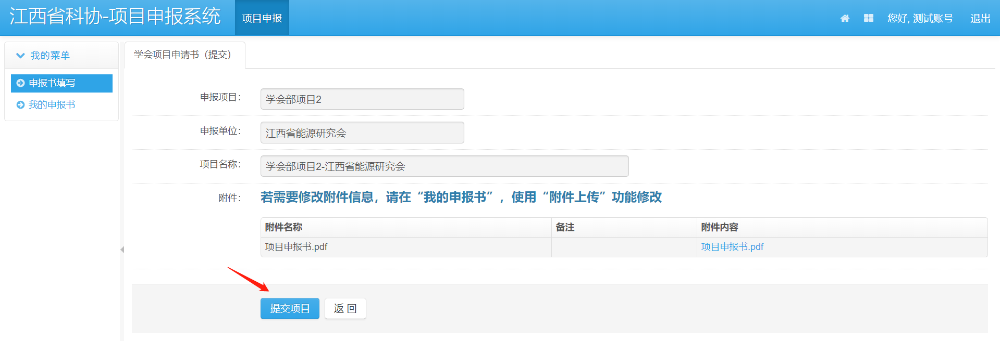 江西省科协-项目申报系统 项目申报 您好, 测试账号 退出
我的菜单
申报书填写
我的申报书
学会项目申请书（提交）
申报项目： 学会部项目2
申报单位： 江西省能源研究会
项目名称： 学会部项目2-江西省能源研究会
附件： 若需要修改附件信息，请在“我的申报书”，使用“附件上传”功能修改
附件名称 备注 附件内容
项目申报书.pdf 项目申报书.pdf
提交项目 返 回